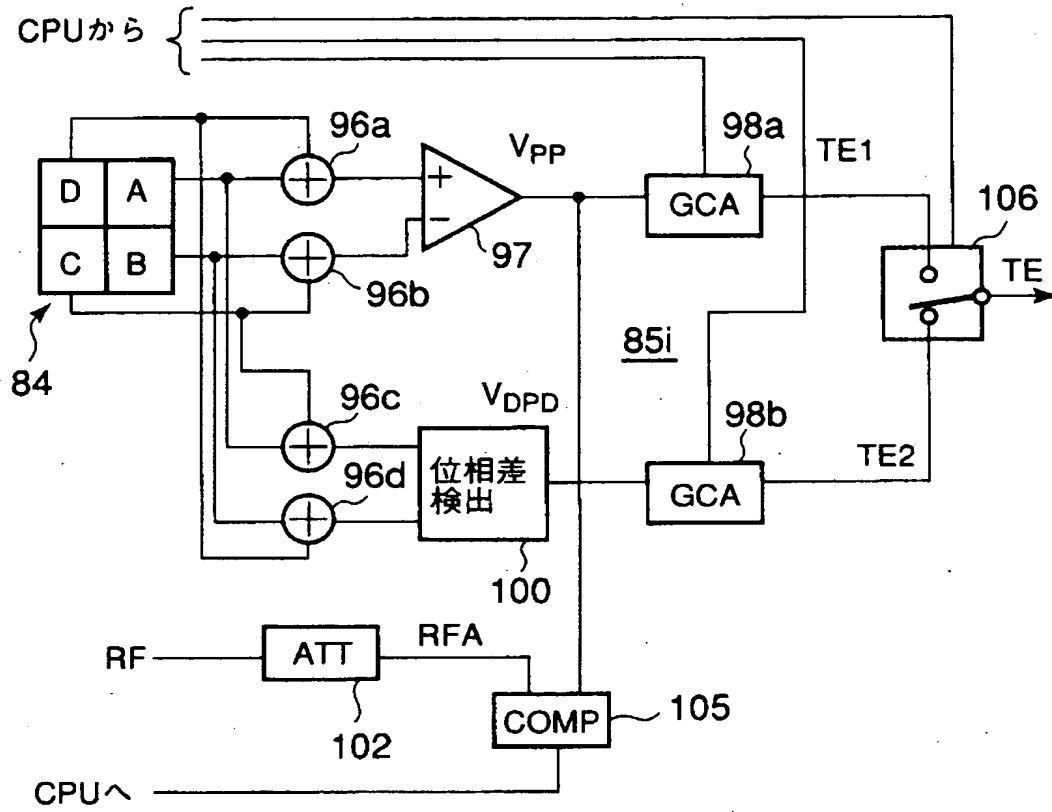 CPUから
96a
98a
VPP
TE1
D A
+
+
GCA
106
C B
+
−
97
TE
96b
84
85i
96c
VDPD
98b
+
96d
位相差
検出
TE2
+
GCA
100
RF
ATT
RFA
COMP
105
102
CPUへ